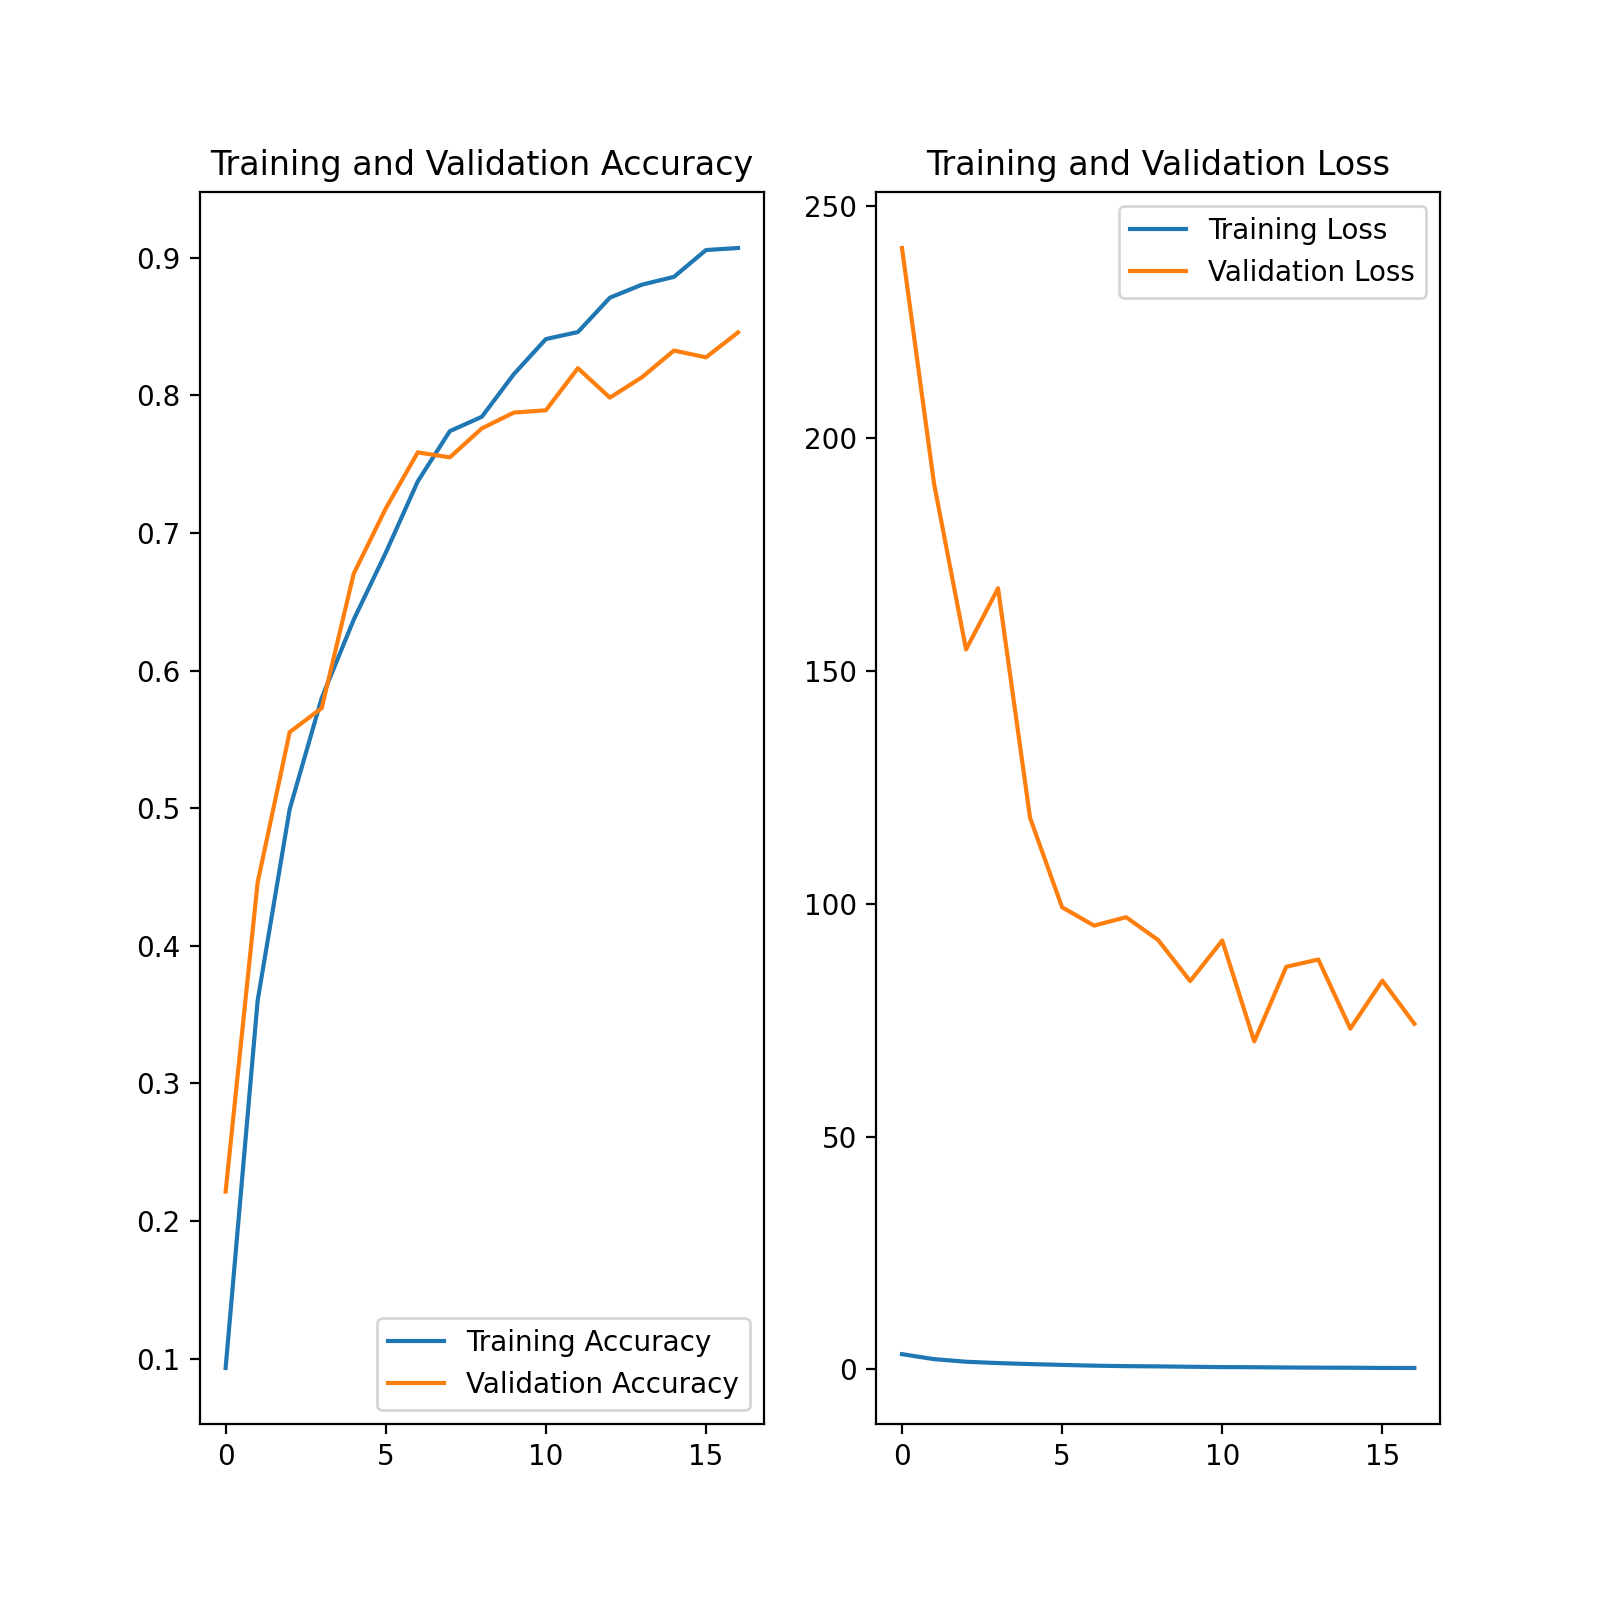 Training and Validation Accuracy
0.9
0.8
0.7
0.6
0.5
0.4
0.3
0.2
0.1
0 5 10 15
Training Accuracy
Validation Accuracy
Training and Validation Loss
250
200
150
100
50
0
0 5 10 15
Training Loss
Validation Loss